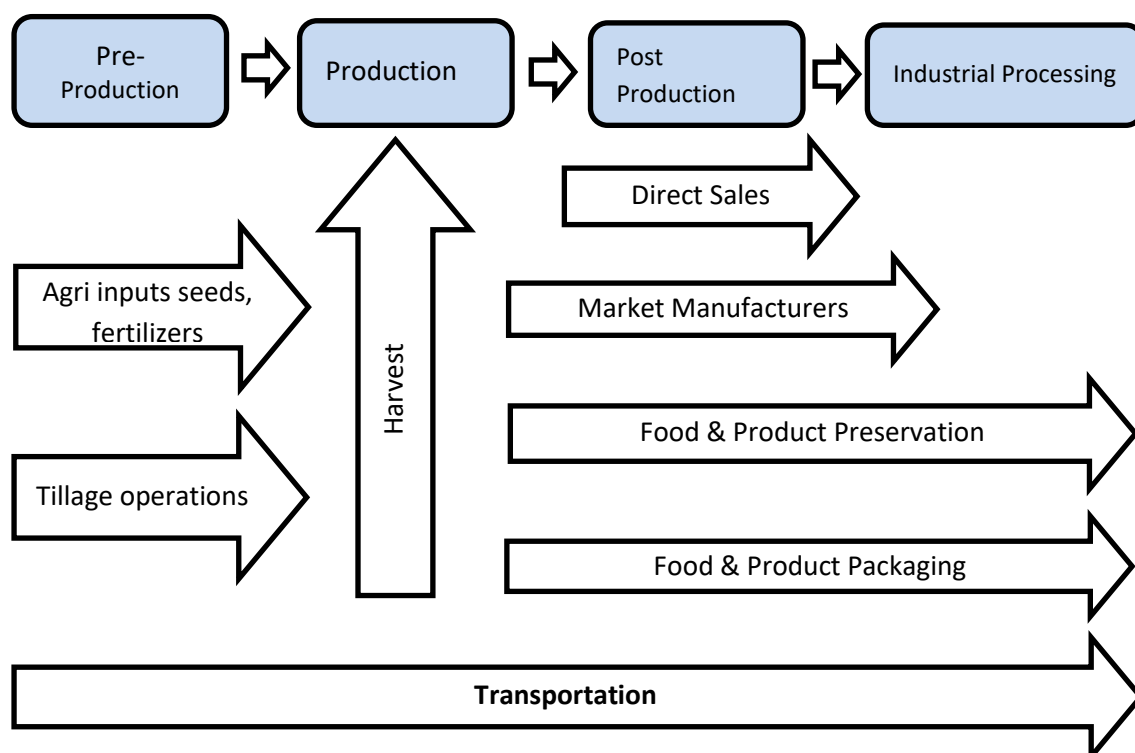 Pre-
Production
Production
Post
Production
Industrial Processing
Direct Sales
Agri inputs seeds,
fertilizers
Market Manufacturers
Harvest
Food & Product Preservation
Tillage operations
Food & Product Packaging
Transportation